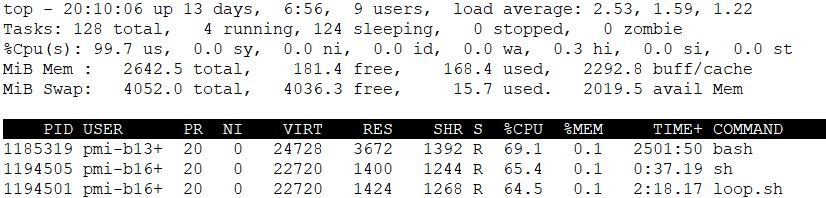 top - 20:10:06 up 13 days,  6:56,  9 users,  load average: 2.53, 1.59, 1.22
Tasks: 128 total,   4 running, 124 sleeping,   0 stopped,   0 zombie
%Cpu(s): 99.7 us,  0.0 sy,  0.0 ni,  0.0 id,  0.0 wa,  0.3 hi,  0.0 si,  0.0 st
MiB Mem :   2642.5 total,    181.4 free,    168.4 used,   2292.8 buff/cache
MiB Swap:   4052.0 total,   4036.3 free,     15.7 used.   2019.5 avail Mem
PID USER      PR  NI    VIRT    RES    SHR S  %CPU  %MEM     TIME+ COMMAND
1185319 pmi-b13+  20   0   24728   3672   1392 R  69.1   0.1   2501:50 bash
1194505 pmi-b16+  20   0   22720   1400   1244 R  65.4   0.1   0:37.19 sh
1194501 pmi-b16+  20   0   22720   1424   1268 R  64.5   0.1   2:18.17 loop.sh